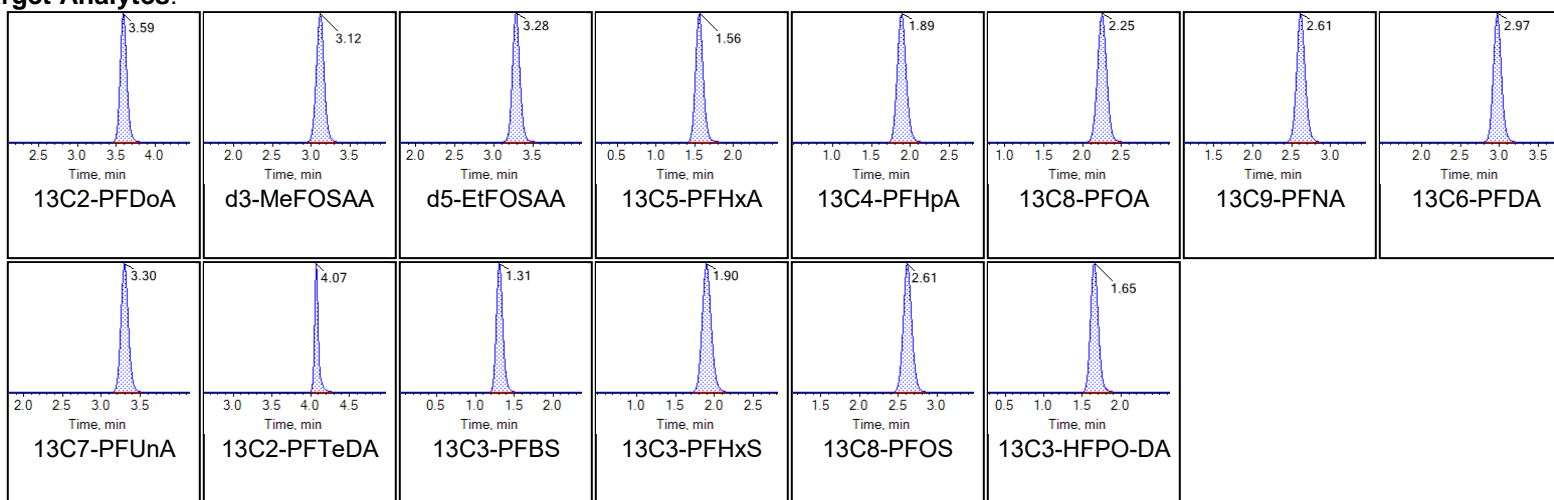 rget Analytes:
3.59
2.5 3.0 3.5 4.0
Time, min
13C2-PFDoA
3.12
2.0 2.5 3.0 3.5
Time, min
d3-MeFOSAA
3.28
2.0 2.5 3.0 3.5
Time, min
d5-EtFOSAA
1.56
0.5 1.0 1.5 2.0
Time, min
13C5-PFHxA
1.89
1.0 1.5 2.0 2.5
Time, min
13C4-PFHpA
2.25
1.0 1.5 2.0 2.5
Time, min
13C8-PFOA
2.61
1.5 2.0 2.5 3.0
Time, min
13C9-PFNA
2.97
2.0 2.5 3.0 3.5
Time, min
13C6-PFDA
3.30
2.0 2.5 3.0 3.5
Time, min
13C7-PFUnA
4.07
3.0 3.5 4.0 4.5
Time, min
13C2-PFTeDA
1.31
0.5 1.0 1.5 2.0
Time, min
13C3-PFBS
1.90
1.0 1.5 2.0 2.5
Time, min
13C3-PFHxS
2.61
1.5 2.0 2.5 3.0
Time, min
13C8-PFOS
1.65
0.5 1.0 1.5 2.0
Time, min
13C3-HFPO-DA